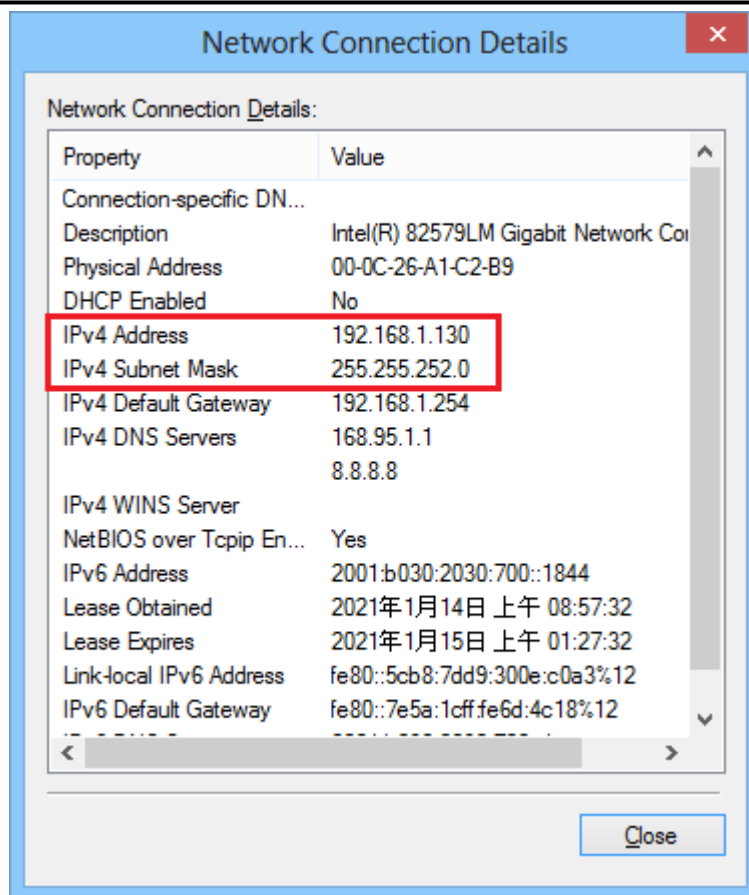 Network Connection Details
Network Connection Details:
Property Value
Connection-specific DN...
Description Intel(R) 82579LM Gigabit Network Cor
Physical Address 00-0C-26-A1-C2-B9
DHCP Enabled No
IPv4 Address 192.168.1.130
IPv4 Subnet Mask 255.255.252.0
IPv4 Default Gateway 192.168.1.254
IPv4 DNS Servers 168.95.1.1
8.8.8.8
IPv4 WINS Server
NetBIOS over Tcpip En... Yes
IPv6 Address 2001:b030:2030:700::1844
Lease Obtained 2021年1月14日 上午 08:57:32
Lease Expires 2021年1月15日 上午 01:27:32
Link-local IPv6 Address fe80::5cb8:7dd9:300e:c0a3%12
IPv6 Default Gateway fe80::7e5a:1cff:fe6d:4c18%12
Close